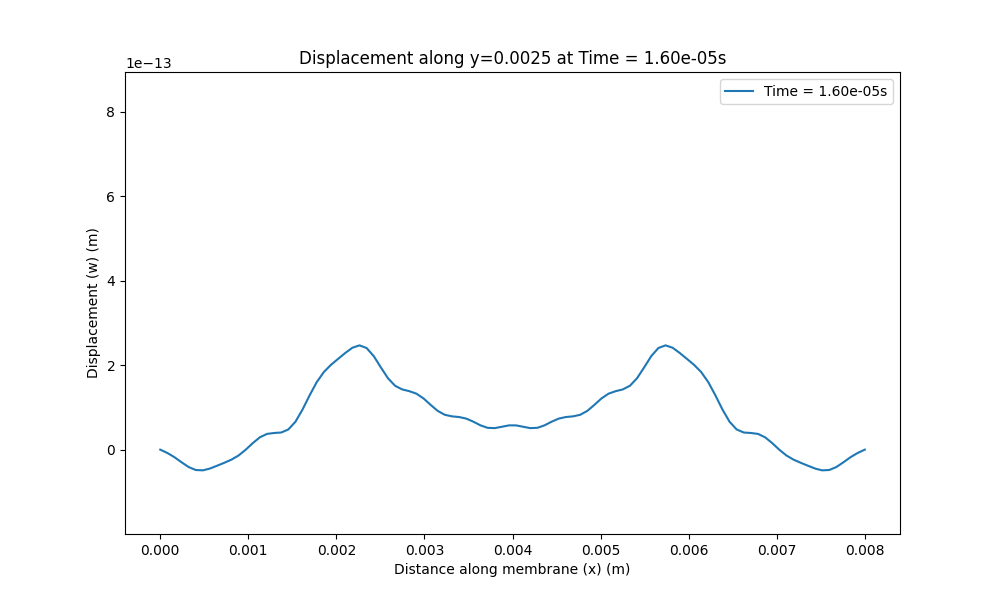 Displacement along y=0.0025 at Time = 1.60e-05s
1e−13
Time = 1.60e-05s
8
6
4
2
0
Displacement (w) (m)
0.000 0.001 0.002 0.003 0.004 0.005 0.006 0.007 0.008
Distance along membrane (x) (m)